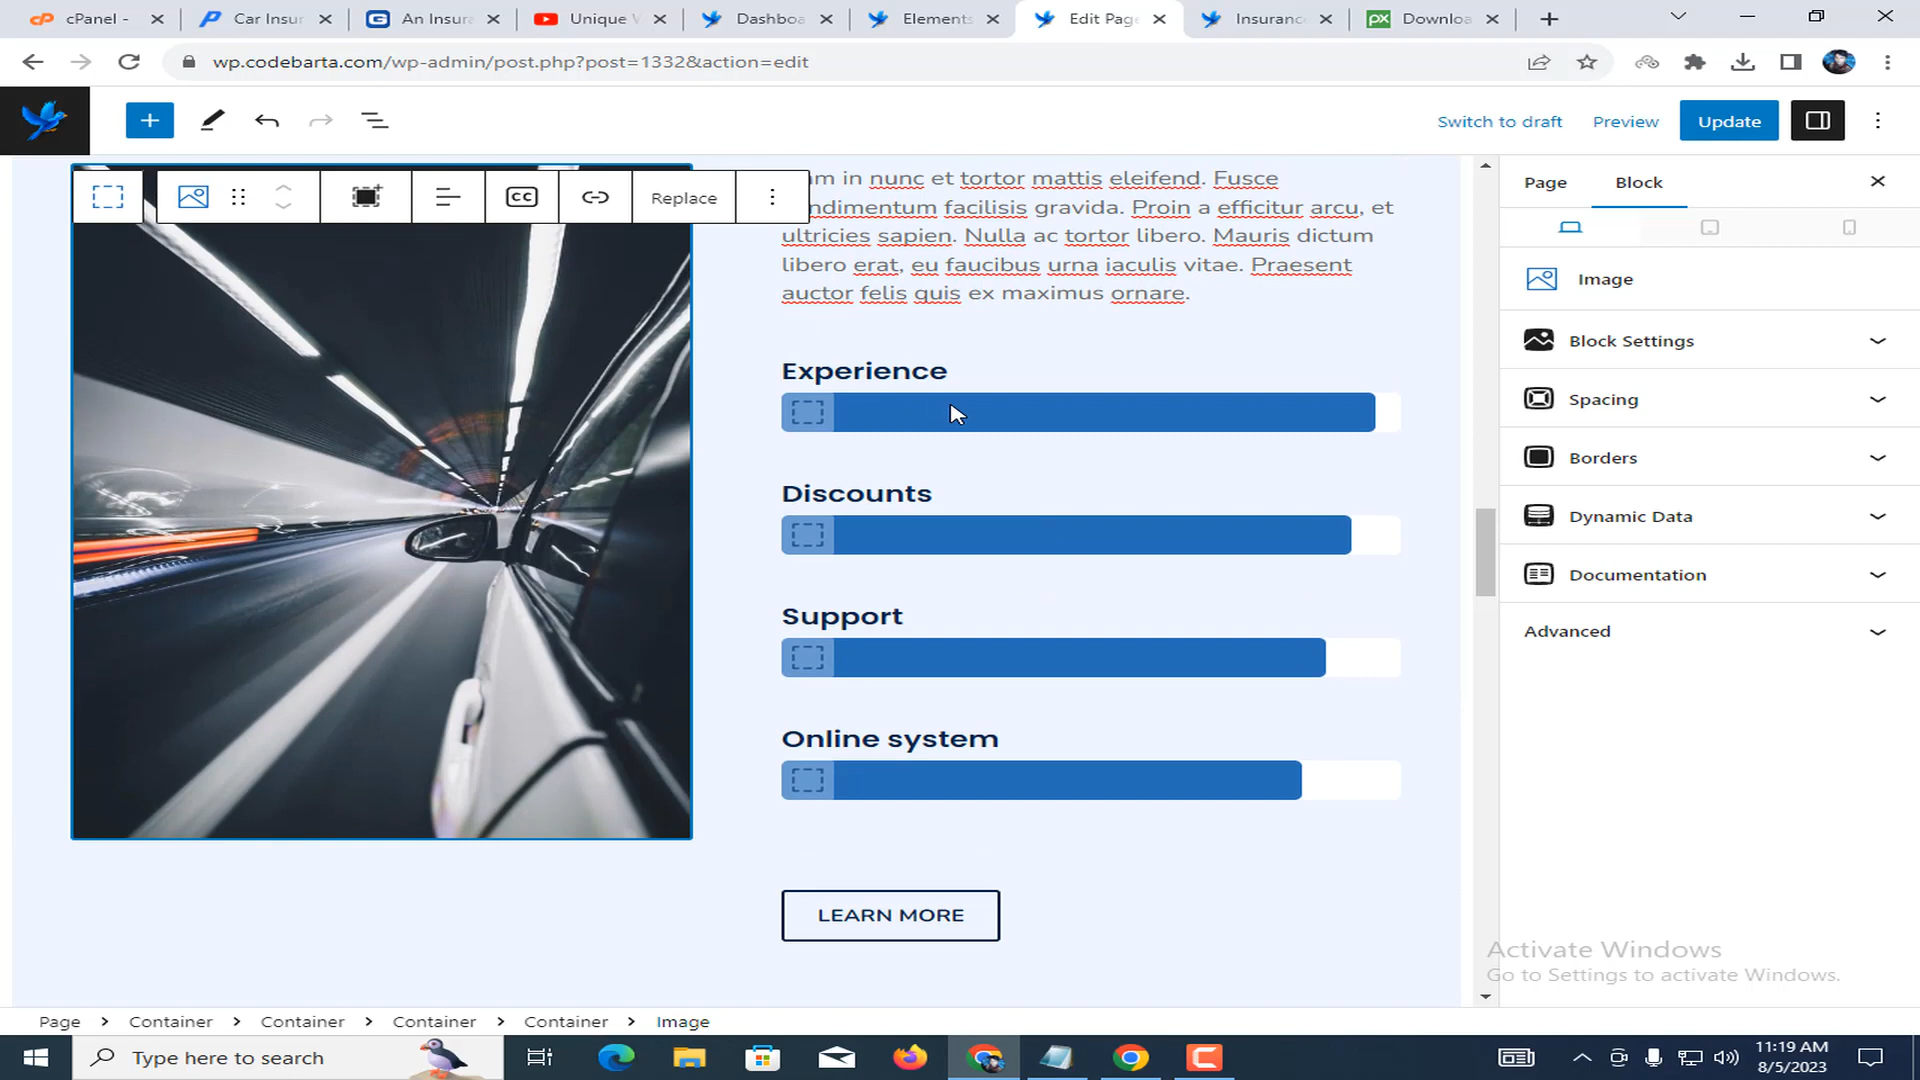 cPanel -
Car Insur
An Insura
Unique V
Dashboa
Elements
Edit Page
Insurance
Downloa
wp.codebarta.com/wp-admin/post.php?post=1332&action=edit
Switch to draft
Preview
Update
CC
Replace
Page
Block
am in nunc et tortor mattis eleifend. Fusce
ndimentum facilisis gravida. Proin a efficitur arcu, et
ultricies sapien. Nulla ac tortor libero. Mauris dictum
libero erat, eu faucibus urna iaculis vitae. Praesent
auctor felis quis ex maximus ornare.
Image
Block Settings
Spacing
Borders
Dynamic Data
Documentation
Advanced
Experience
Discounts
Support
Online system
LEARN MORE
Activate Windows
Go to Settings to activate Windows.
Page > Container > Container > Container > Container > Image
Type here to search
11:19 AM
8/5/2023